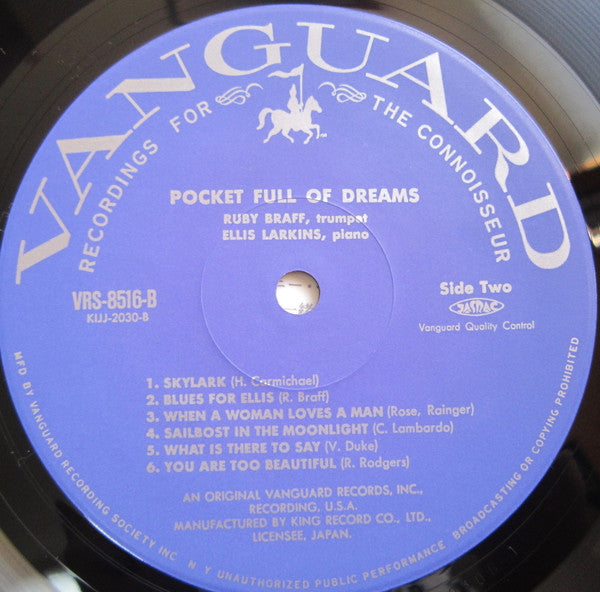 VANGUARD
RECORDINGS FOR THE CONNOISSEUR
POCKET FULL OF DREAMS
RUBY BRAFF, trumpet
ELLIS LARKINS, piano
VRS-8516-B
KIJJ-2030-B
Side Two
JASRAC
Vanguard Quality Control
1. SKYLARK (H. Carmichael)
2. BLUES FOR ELLIS (R. Braff)
3. WHEN A WOMAN LOVES A MAN (Rose, Rainger)
4. SAILBOST IN THE MOONLIGHT (C. Lambardo)
5. WHAT IS THERE TO SAY (V. Duke)
6. YOU ARE TOO BEAUTIFUL (R. Rodgers)
AN ORIGINAL VANGUARD RECORDS, INC.,
RECORDING, U.S.A.
MANUFACTURED BY KING RECORD CO., LTD.,
LICENSEE, JAPAN.
MFD BY VANGUARD RECORDING SOCIETY INC N Y UNAUTHORIZED PUBLIC PERFORMANCE BROADCASTING OR COPYING PROHIBITED